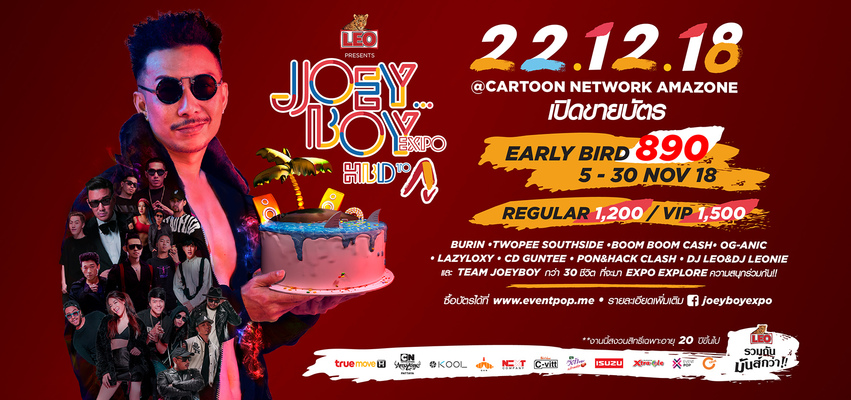 LEO
PRESENTS
JOEY...
BOY
EXPO
HBD TO
22.12.18
@CARTOON NETWORK AMAZONE
เปิดขายบัตร
EARLY BIRD 890
5 - 30 NOV 18
REGULAR 1,200 / VIP 1,500
BURIN •TWOPEE SOUTHSIDE •BOOM BOOM CASH• OG-ANIC
• LAZYLOXY • CD GUNTEE • PON&HACK CLASH • DJ LEO&DJ LEONIE
และ TEAM JOEYBOY กว่า 30 ชีวิต ที่จะมา EXPO EXPLORE ความสนุกร่วมกัน!!
ซื้อบัตรได้ที่ www.eventpop.me • รายละเอียดเพิ่มเติม f joeyboyexpo
**งานนี้สงวนสิทธิ์เฉพาะอายุ 20 ปีขึ้นไป
truemove H CN KOOL C-vitt ISUZU
LEO
รวมกัน
มันส์กว่า!!